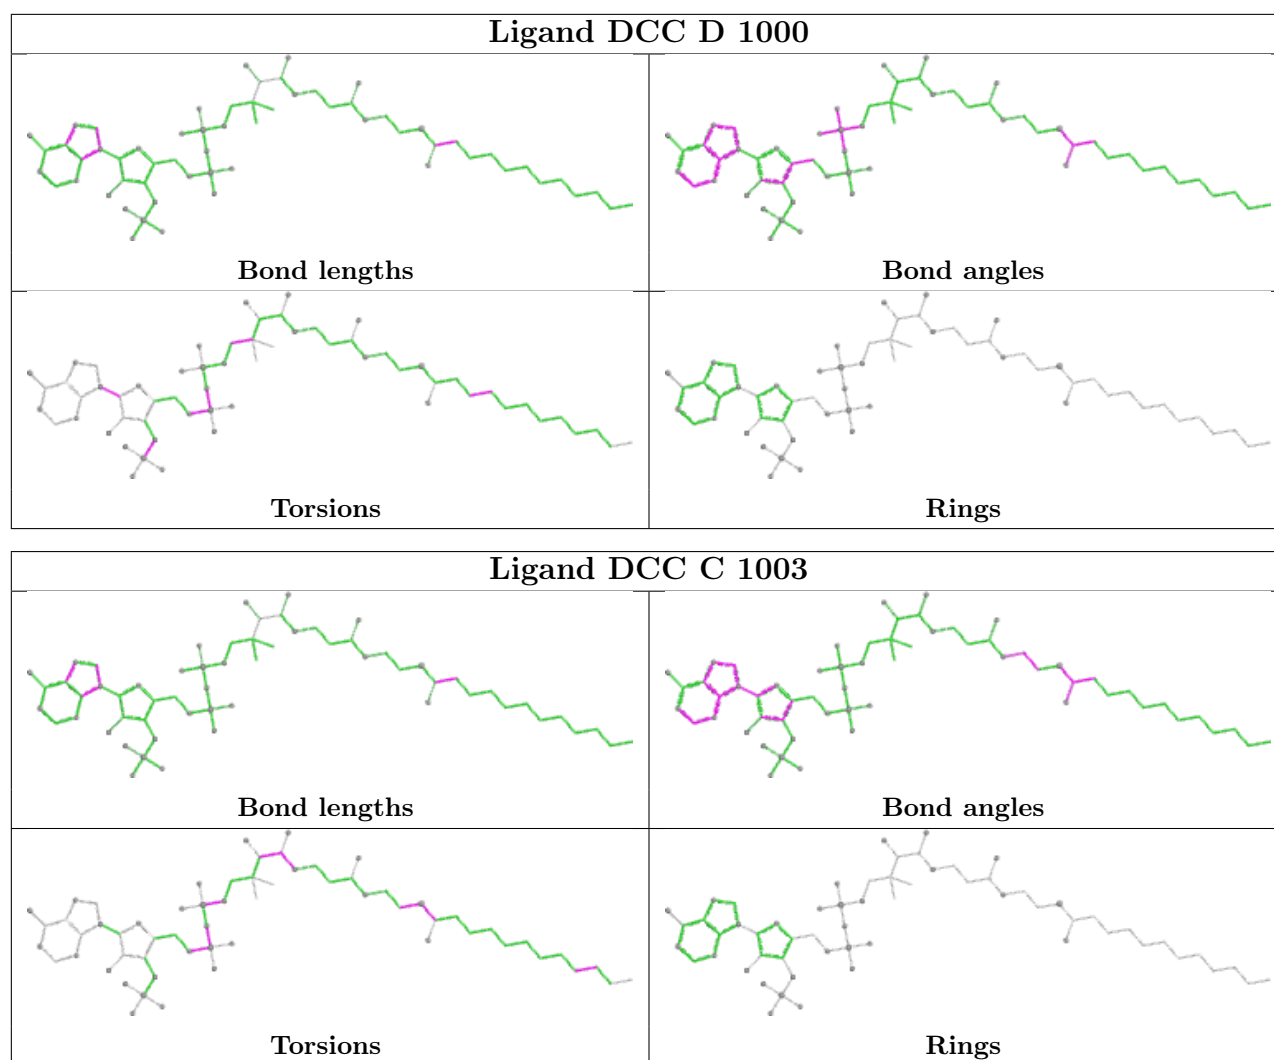 Ligand DCC D 1000
Bond lengths
Bond angles
Torsions
Rings
Ligand DCC C 1003
Bond lengths
Bond angles
Torsions
Rings